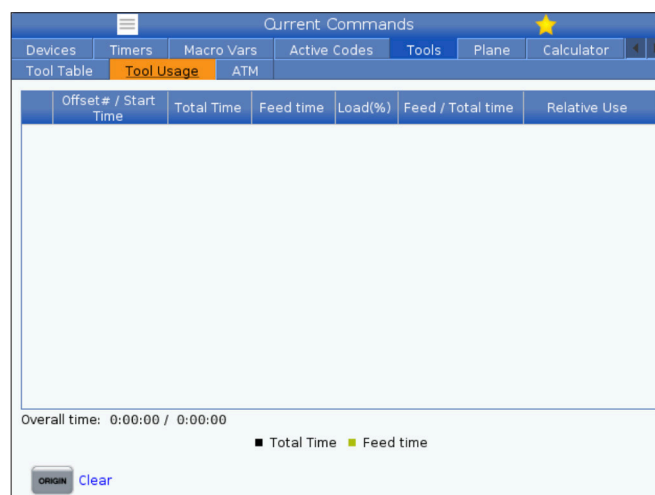 Current Commands
Devices Timers Macro Vars Active Codes Tools Plane Calculator
Tool Table Tool Usage ATM
Offset# / Start Time Total Time Feed time Load(%) Feed / Total time Relative Use
Overall time: 0:00:00 / 0:00:00
Total Time Feed time
ORIGIN Clear